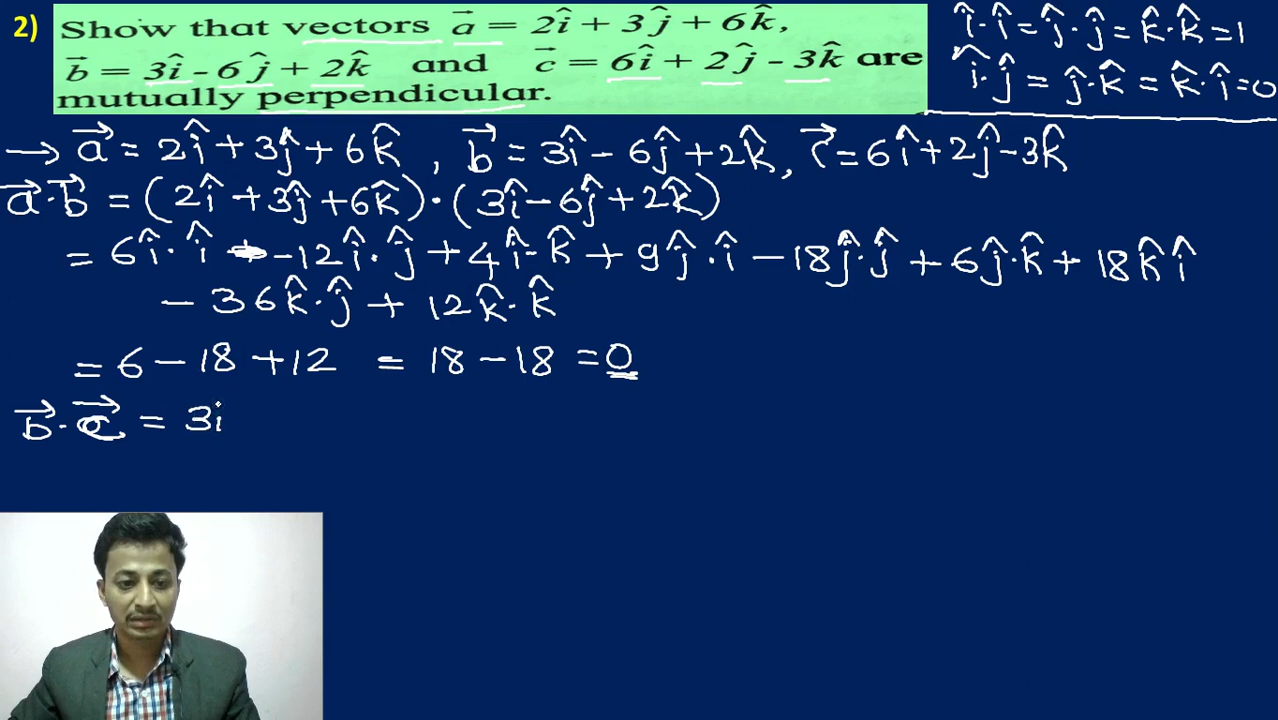 2) Show that vectors a⃗ = 2î + 3ĵ + 6k̂,
b⃗ = 3î - 6ĵ + 2k̂ and c⃗ = 6î + 2ĵ - 3k̂ are
mutually perpendicular.
î·î = ĵ·ĵ = k̂·k̂ = 1
î·ĵ = ĵ·k̂ = k̂·î = 0
→ a⃗ = 2î + 3ĵ + 6k̂, b⃗ = 3î - 6ĵ + 2k̂, c⃗ = 6î + 2ĵ - 3k̂
a⃗·b⃗ = (2î + 3ĵ + 6k̂)·(3î - 6ĵ + 2k̂)
= 6î·î - 12î·ĵ + 4î·k̂ + 9ĵ·î - 18ĵ·ĵ + 6ĵ·k̂ + 18k̂ î
- 36k̂·ĵ + 12k̂·k̂
= 6 - 18 + 12 = 18 - 18 = 0
b⃗·c⃗ = 3i